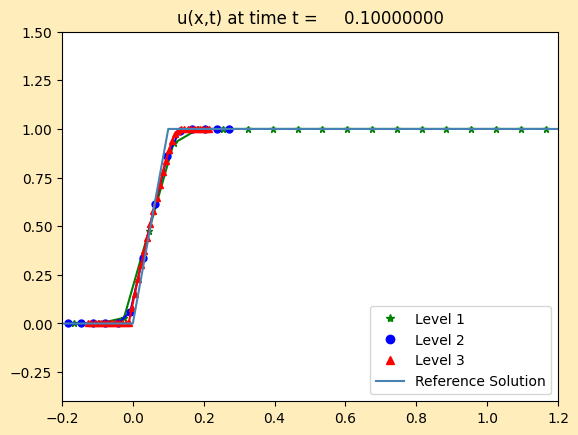 u(x,t) at time t = 0.10000000
1.50
1.25
1.00
0.75
0.50
0.25
0.00
−0.25
−0.2 0.0 0.2 0.4 0.6 0.8 1.0 1.2
Level 1
Level 2
Level 3
Reference Solution